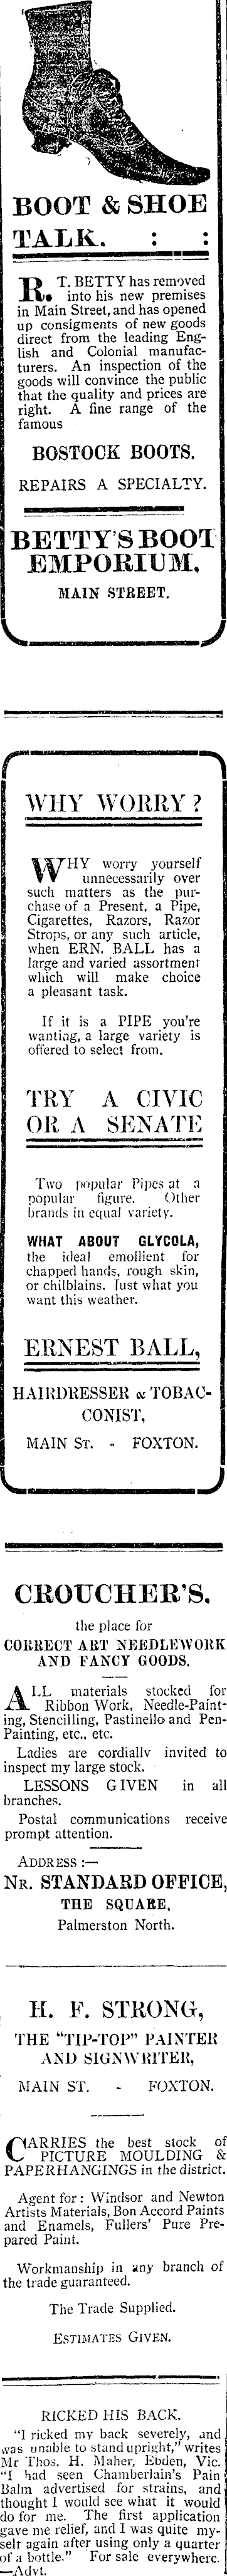 BOOT & SHOE
TALK. : :
R. T. BETTY has removed
into his new premises
in Main Street, and has opened
up consignments of new goods
direct from the leading Eng-
lish and Colonial manufac-
turers. An inspection of the
goods will convince the public
that the quality and prices are
right. A fine range of the
famous
BOSTOCK BOOTS.
REPAIRS A SPECIALTY.
BETTY'S BOOT
EMPORIUM,
MAIN STREET.
WHY WORRY?
WHY worry yourself
unnecessarily over
such matters as the pur-
chase of a Present, a Pipe,
Cigarettes, Razors, Razor
Strops, or any such article,
when ERN. BALL has a
large and varied assortment
which will make choice
a pleasant task.
If it is a PIPE you're
wanting, a large variety is
offered to select from.
TRY A CIVIC
OR A SENATE
Two popular Pipes at a
popular figure. Other
brands in equal variety.
WHAT ABOUT GLYCOLA,
the ideal emollient for
chapped hands, rough skin,
or chilblains. Just what you
want this weather.
ERNEST BALL,
HAIRDRESSER & TOBAC-
CONIST,
MAIN ST. - FOXTON.
CROUCHER'S.
the place for
CORRECT ART NEEDLEWORK
AND FANCY GOODS.
ALL materials stocked for
Ribbon Work, Needle-Paint-
ing, Stencilling, Pastinello and Pen-
Painting, etc., etc.
Ladies are cordially invited to
inspect my large stock.
LESSONS GIVEN in all
branches.
Postal communications receive
prompt attention.
ADDRESS :—
NR. STANDARD OFFICE,
THE SQUARE,
Palmerston North.
H. F. STRONG,
THE "TIP-TOP" PAINTER
AND SIGNWRITER,
MAIN ST. - FOXTON.
CARRIES the best stock of
PICTURE MOULDING &
PAPERHANGINGS in the district.
Agent for: Windsor and Newton
Artists Materials, Bon Accord Paints
and Enamels, Fullers' Pure Pre-
pared Paint.
Workmanship in any branch of
the trade guaranteed.
The Trade Supplied.
ESTIMATES GIVEN.
RICKED HIS BACK.
"I ricked my back severely, and
was unable to stand upright," writes
Mr Thos. H. Maher, Ebden, Vic.
"I had seen Chamberlain's Pain
Balm advertised for strains, and
thought I would see what it would
do for me. The first application
gave me relief, and I was quite my-
self again after using only a quarter
of a bottle." For sale everywhere.
—Advt.